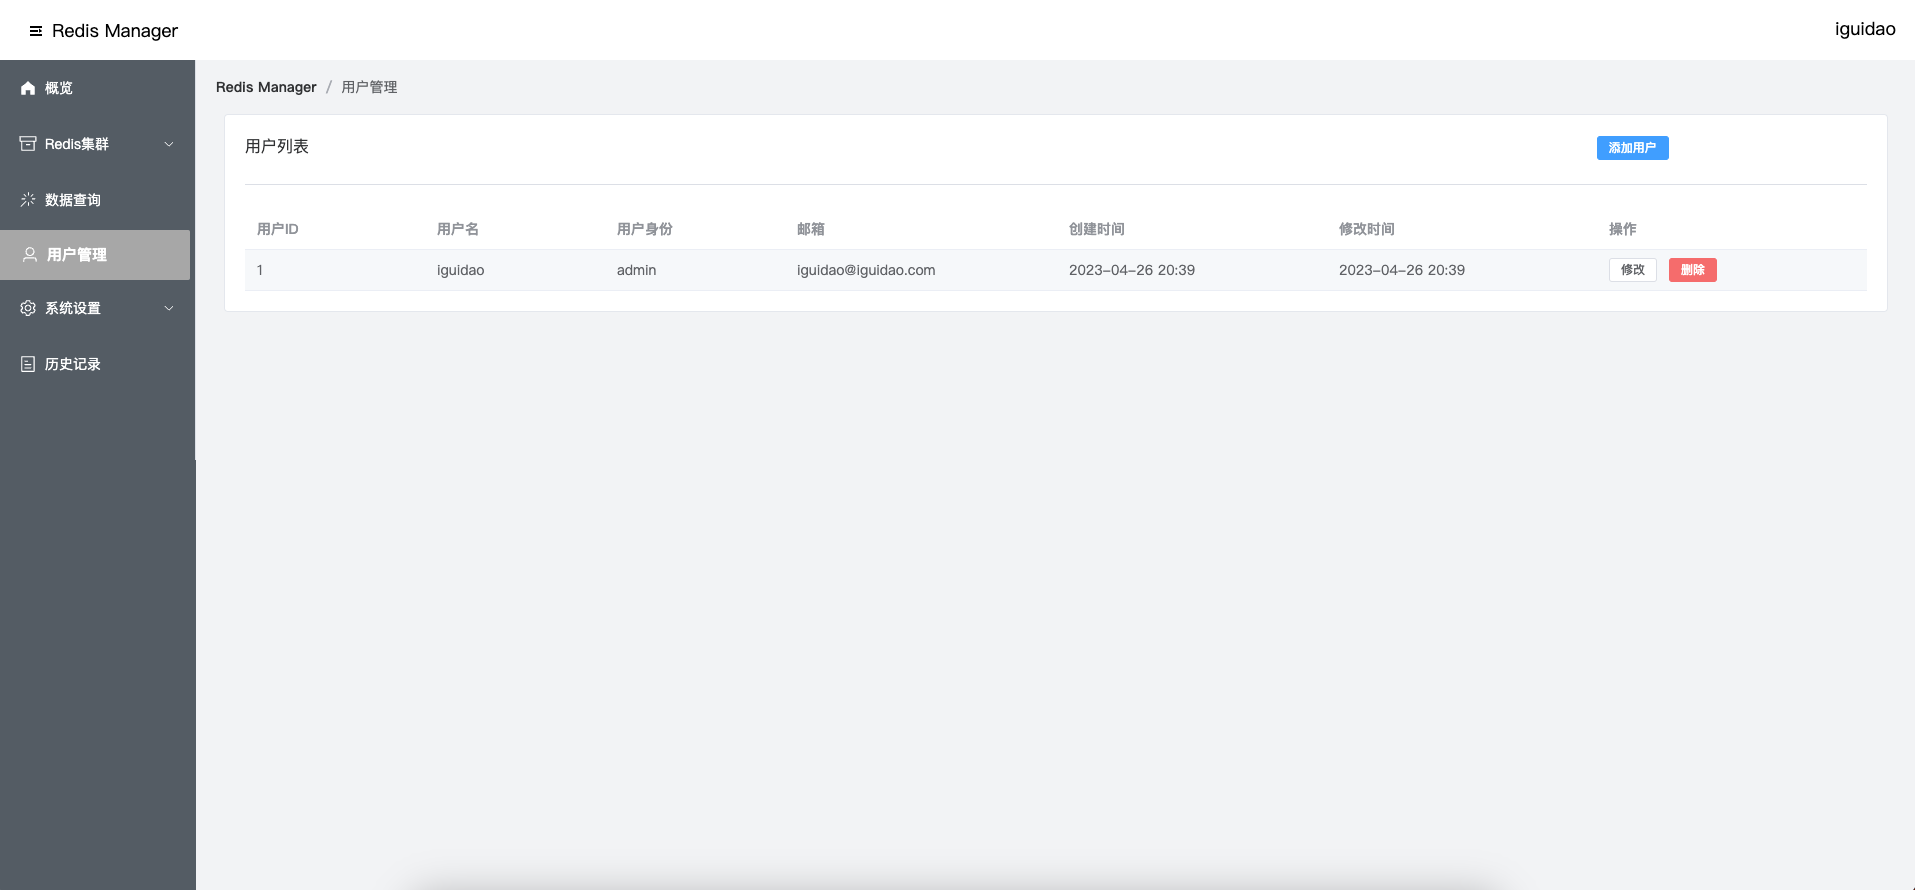 Redis Manager
iguidao
概览
Redis集群
数据查询
用户管理
系统设置
历史记录
Redis Manager / 用户管理
用户列表
添加用户
用户ID 用户名 用户身份 邮箱 创建时间 修改时间 操作
1 iguidao admin iguidao@iguidao.com 2023-04-26 20:39 2023-04-26 20:39 修改 删除